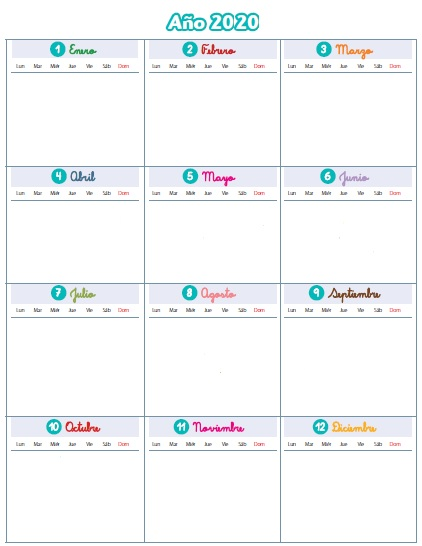 Año 2020
1 Enero 2 Febrero 3 Marzo
Lun Mar Miér Jue Vie Sáb Dom Lun Mar Miér Jue Vie Sáb Dom Lun Mar Miér Jue Vie Sáb Dom
4 Abril 5 Mayo 6 Junio
Lun Mar Miér Jue Vie Sáb Dom Lun Mar Miér Jue Vie Sáb Dom Lun Mar Miér Jue Vie Sáb Dom
7 Julio 8 Agosto 9 Septiembre
Lun Mar Miér Jue Vie Sáb Dom Lun Mar Miér Jue Vie Sáb Dom Lun Mar Miér Jue Vie Sáb Dom
10 Octubre 11 Noviembre 12 Diciembre
Lun Mar Miér Jue Vie Sáb Dom Lun Mar Miér Jue Vie Sáb Dom Lun Mar Miér Jue Vie Sáb Dom